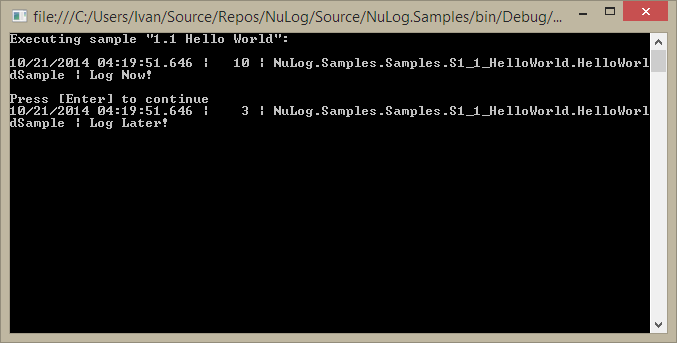 file:///C:/Users/Ivan/Source/Repos/NuLog/Source/NuLog.Samples/bin/Debug/...
Executing sample "1.1 Hello World":
10/21/2014 04:19:51.646 |   10 | NuLog.Samples.Samples.S1_1_HelloWorld.HelloWorl
dSample | Log Now!
Press [Enter] to continue
10/21/2014 04:19:51.646 |    3 | NuLog.Samples.Samples.S1_1_HelloWorld.HelloWorl
dSample | Log Later!